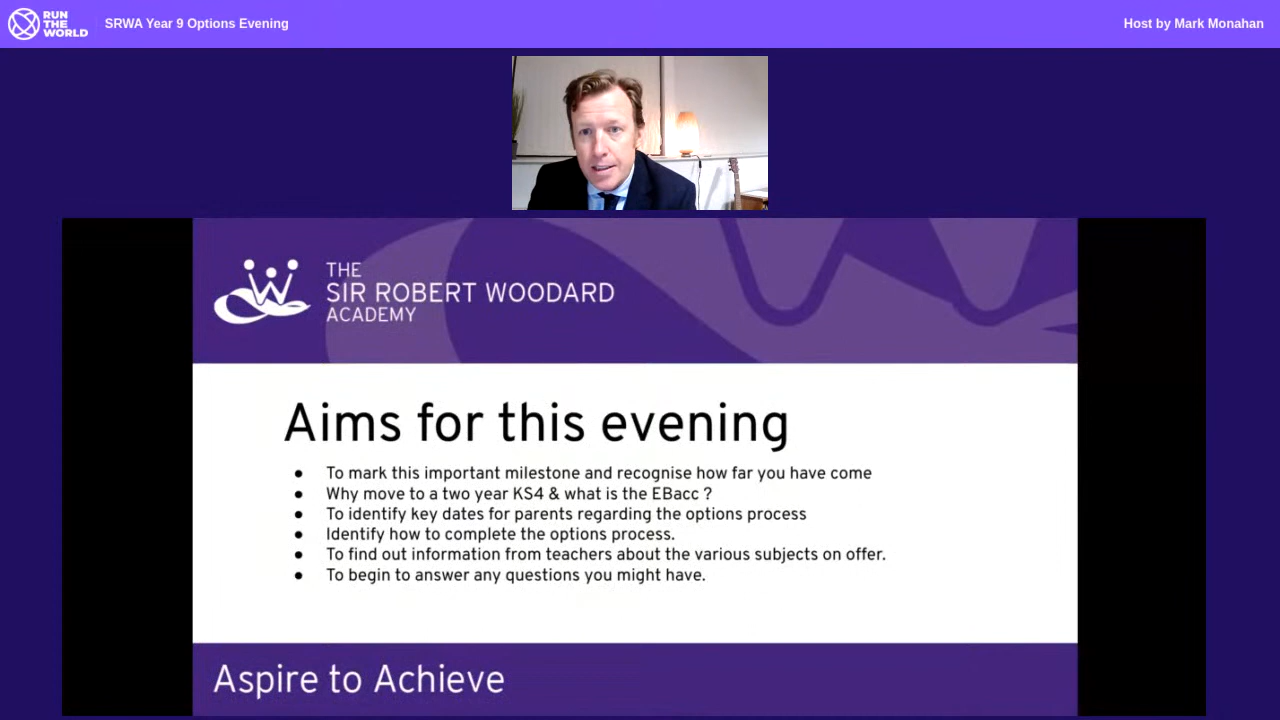 RUN
THE
WORLD
SRWA Year 9 Options Evening
Host by Mark Monahan
THE
SIR ROBERT WOODARD
ACADEMY
Aims for this evening
● To mark this important milestone and recognise how far you have come
● Why move to a two year KS4 & what is the EBacc ?
● To identify key dates for parents regarding the options process
● Identify how to complete the options process.
● To find out information from teachers about the various subjects on offer.
● To begin to answer any questions you might have.
Aspire to Achieve